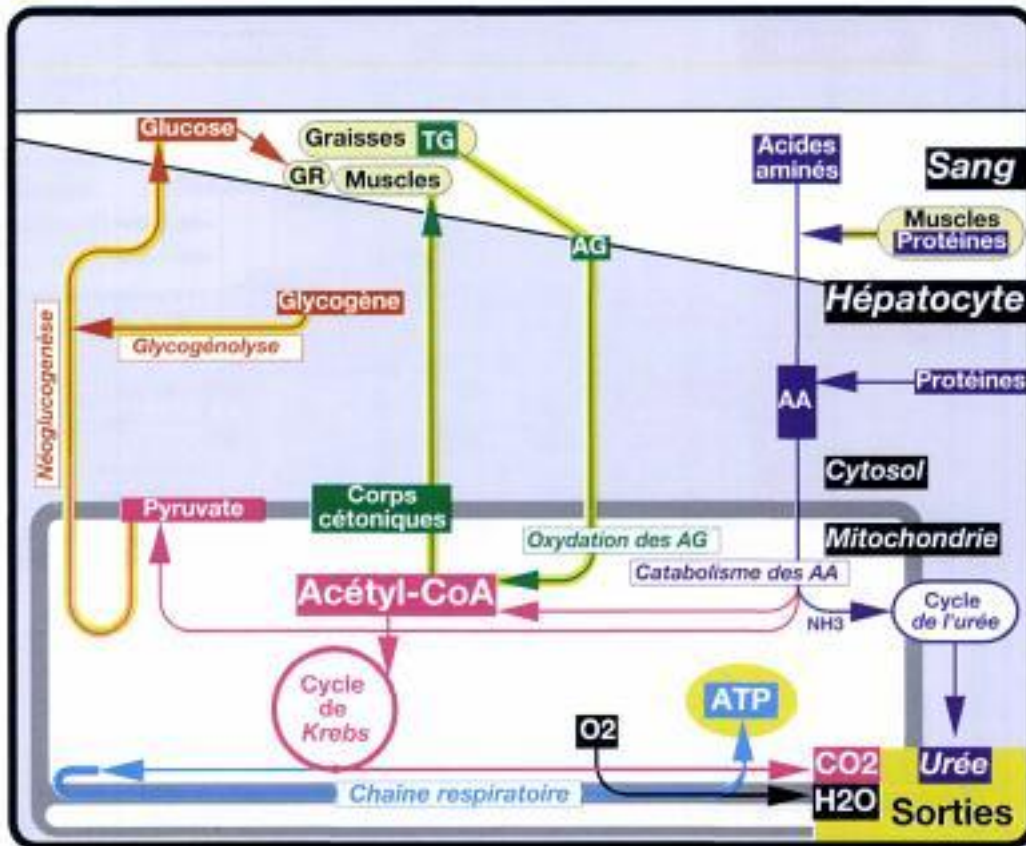 Glucose
Graisses TG
GR Muscles
Acides
aminés
Sang
Muscles
Protéines
AG
Hépatocyte
Glycogène
Glycogénolyse
Néoglucogenèse
AA
Protéines
Cytosol
Pyruvate
Corps
cétoniques
Oxydation des AG
Mitochondrie
Catabolisme des AA
Acétyl-CoA
NH3
Cycle
de l'urée
Cycle
de
Krebs
ATP
O2
CO2
Urée
Chaîne respiratoire
H2O
Sorties